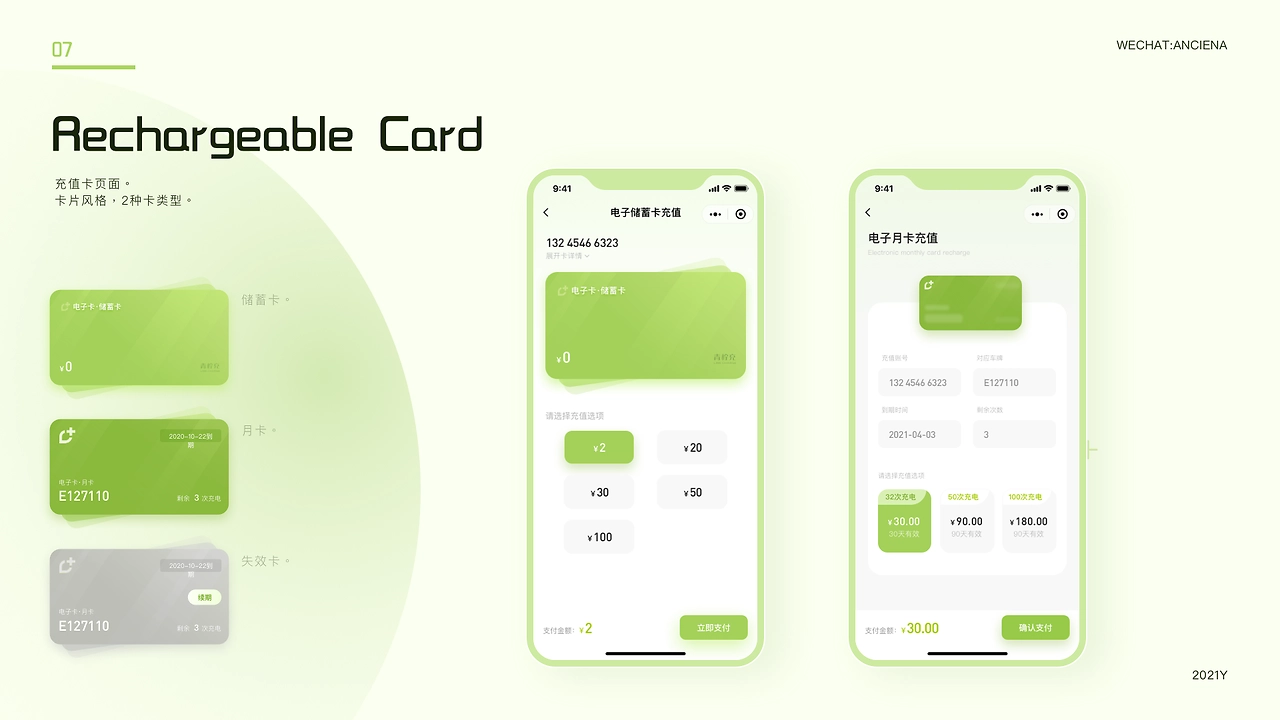 07
WECHAT:ANCIENA
Rechargeable Card
充值卡页面。
卡片风格，2种卡类型。
电子卡·储蓄卡
¥0
储蓄卡。
2020-10-22到
期
电子卡·月卡
E127110
剩余 3 次充电
月卡。
2020-10-22到
期
续期
电子卡·月卡
E127110
剩余 3 次充电
失效卡。
9:41
电子储蓄卡充值
132 4546 6323
展开卡详情
电子卡·储蓄卡
¥0
请选择充值选项
¥2
¥20
¥30
¥50
¥100
支付金额： ¥2
立即支付
9:41
电子月卡充值
Electronic monthly card recharge
充值账号
对应车牌
132 4546 6323
E127110
到期时间
剩余次数
2021-04-03
3
请选择充值选项
32次充电
50次充电
100次充电
¥30.00
¥90.00
¥180.00
30天有效
90天有效
90天有效
支付金额： ¥30.00
确认支付
2021Y